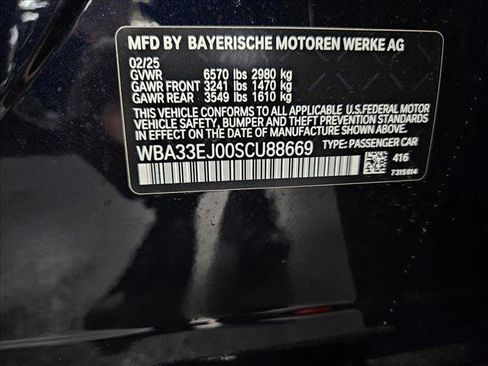 MFD BY BAYERISCHE MOTOREN WERKE AG
02/25
GVWR 6570 lbs 2980 kg
GAWR FRONT 3241 lbs 1470 kg
GAWR REAR 3549 lbs 1610 kg
THIS VEHICLE CONFORMS TO ALL APPLICABLE U.S.FEDERAL MOTOR
VEHICLE SAFETY, BUMPER AND THEFT PREVENTION STANDARDS
IN EFFECT ON THE DATE OF MANUFACTURE SHOWN ABOVE.
WBA33EJ00SCU88669 TYPE: PASSENGER CAR
416
7315614